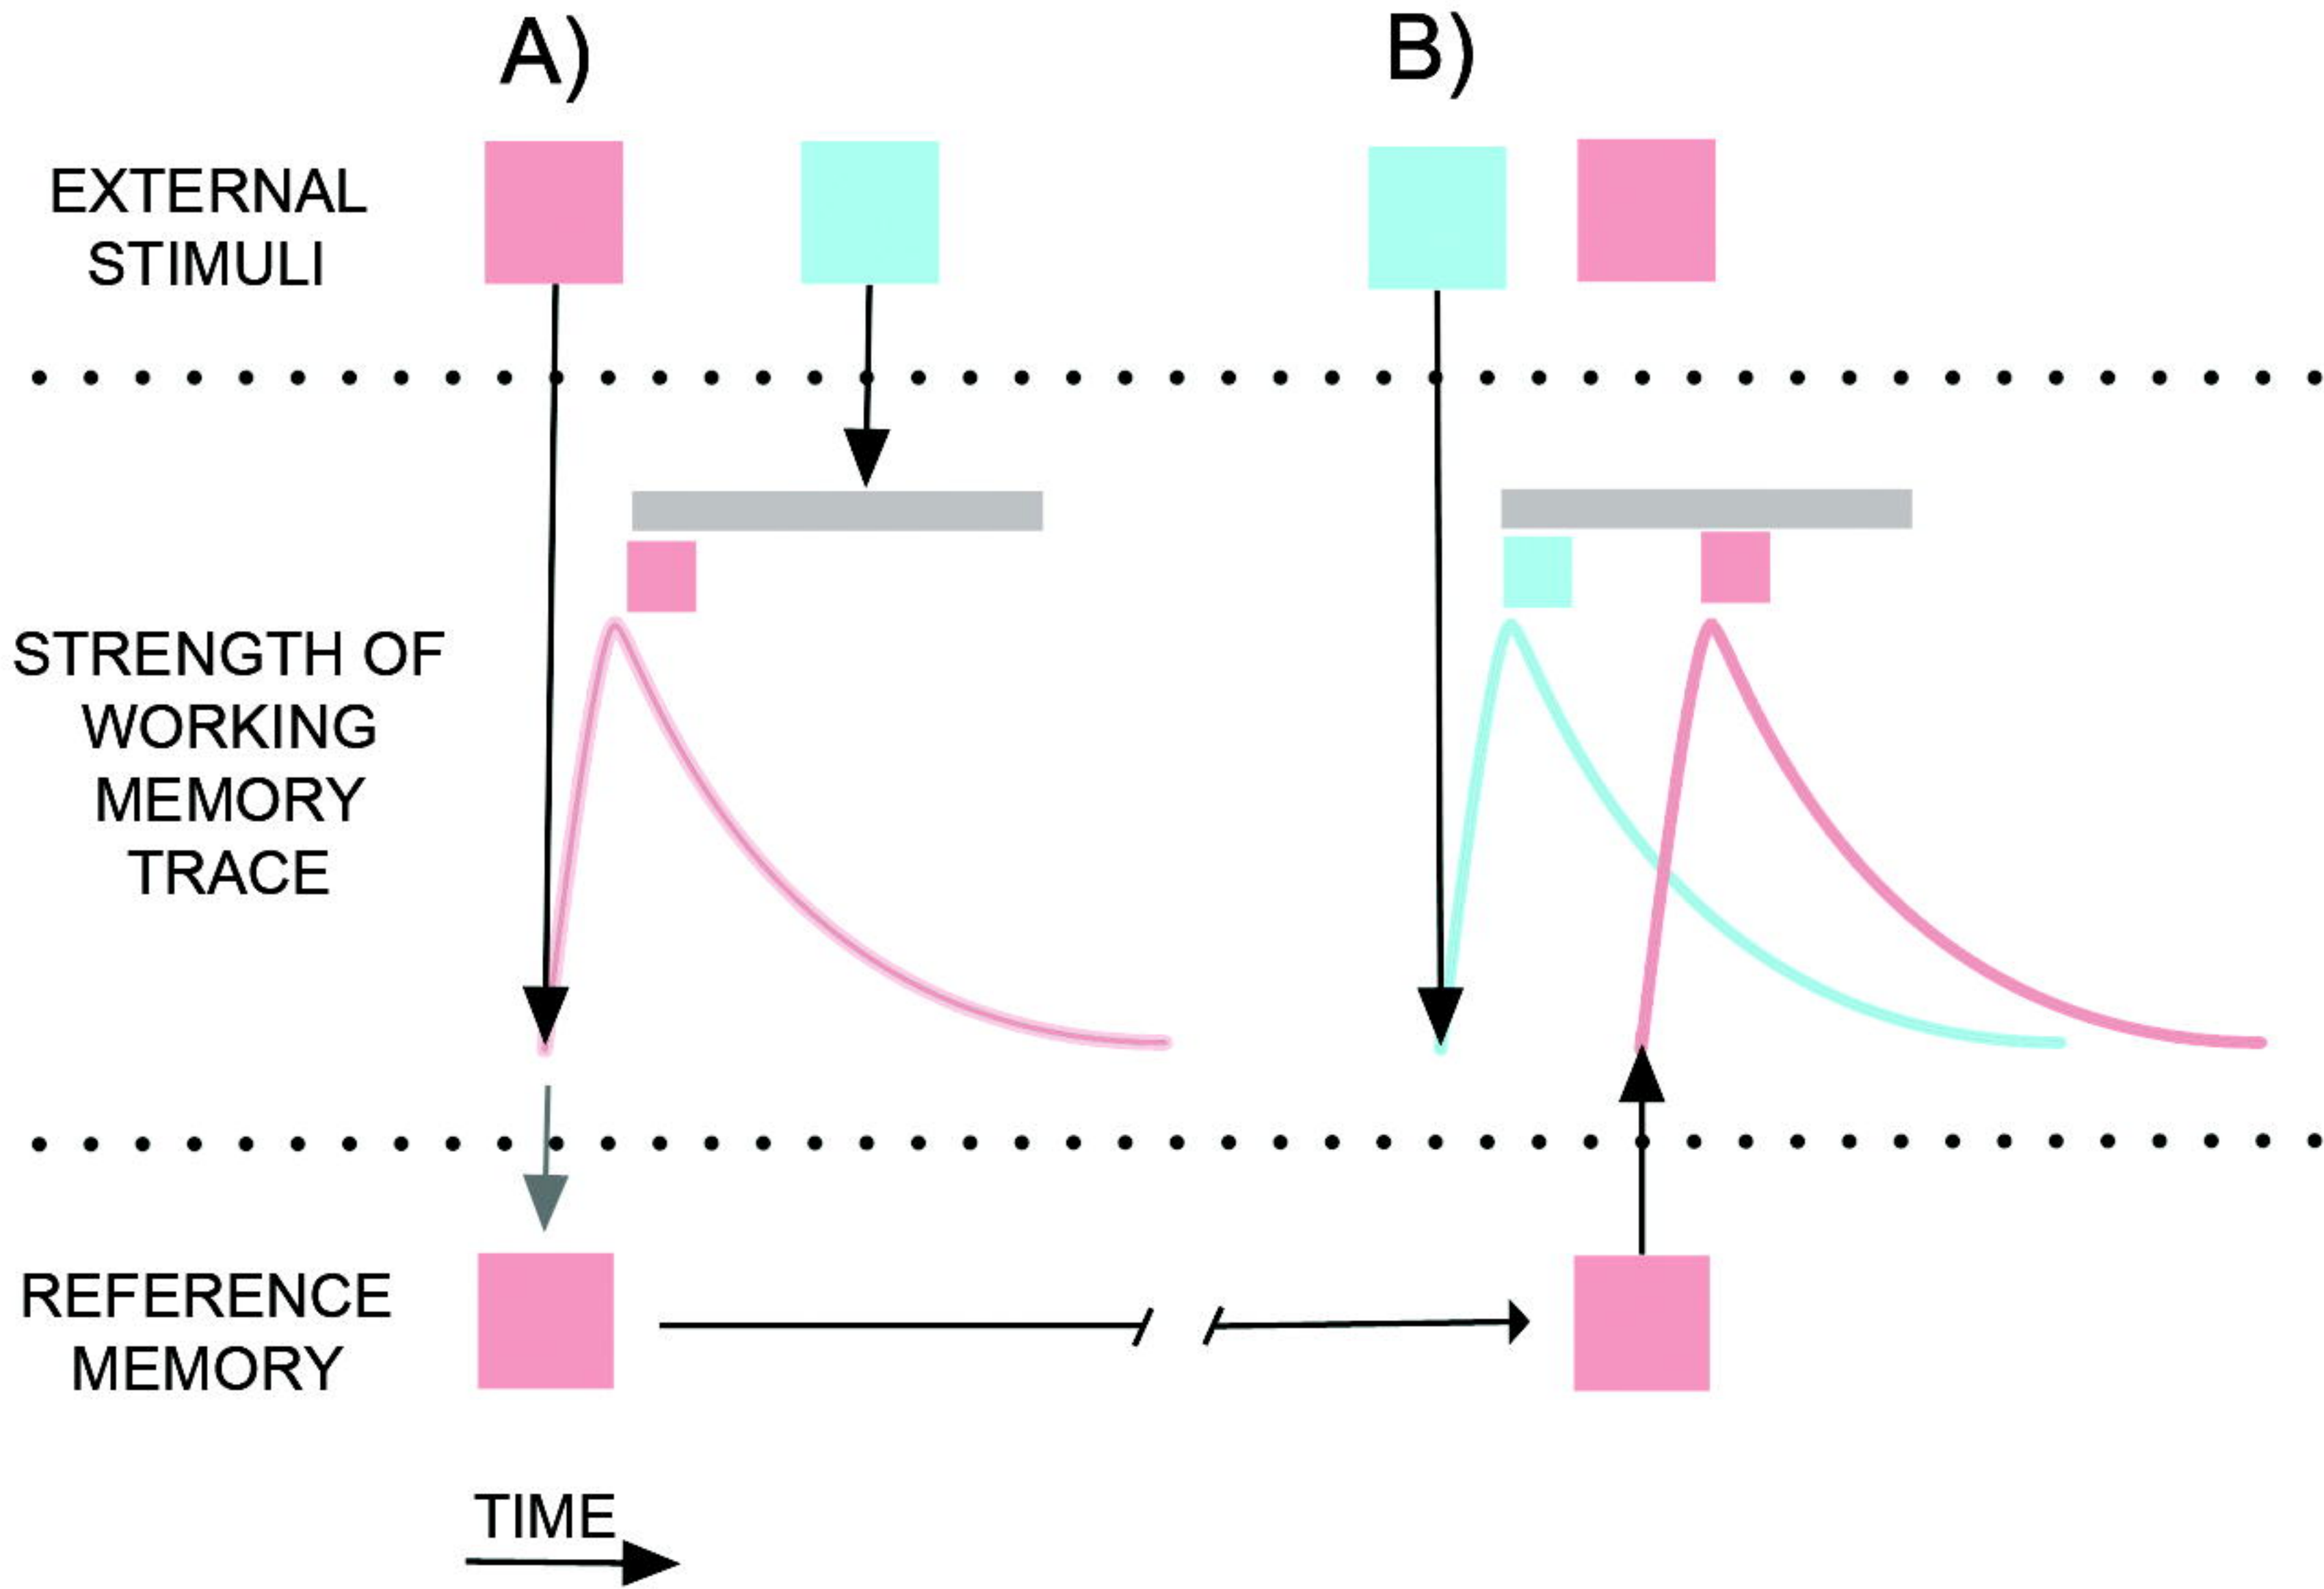 A)
B)
EXTERNAL
STIMULI
STRENGTH OF
WORKING
MEMORY
TRACE
REFERENCE
MEMORY
TIME